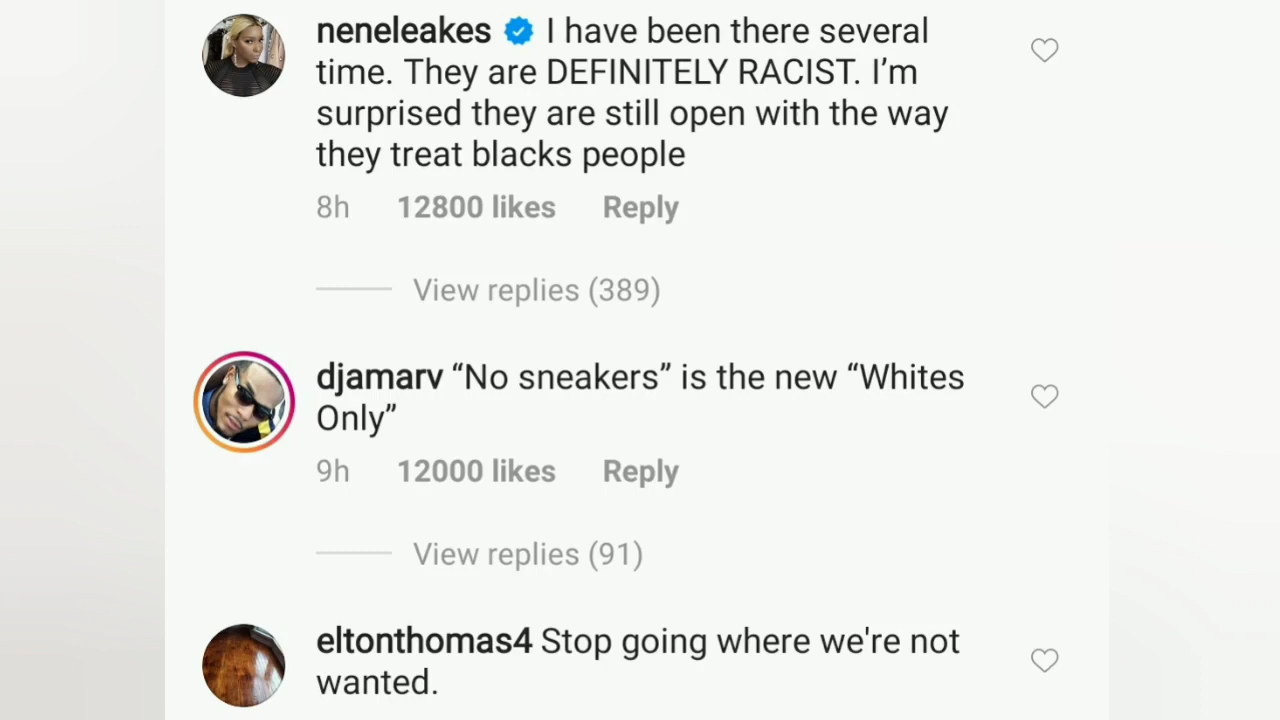 neneleakes I have been there several
time. They are DEFINITELY RACIST. I’m
surprised they are still open with the way
they treat blacks people
8h 12800 likes Reply
View replies (389)
djamarv “No sneakers” is the new “Whites
Only”
9h 12000 likes Reply
View replies (91)
eltonthomas4 Stop going where we're not
wanted.